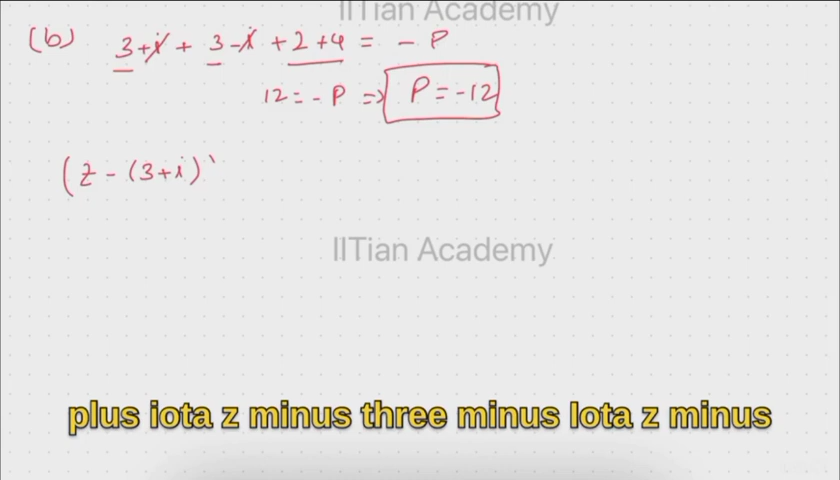 IITian Academy
(b) 3+i + 3-i + 2+4 = - P
12 = - P => P = -12
(z - (3+i)
IITian Academy
plus iota z minus three minus Iota z minus